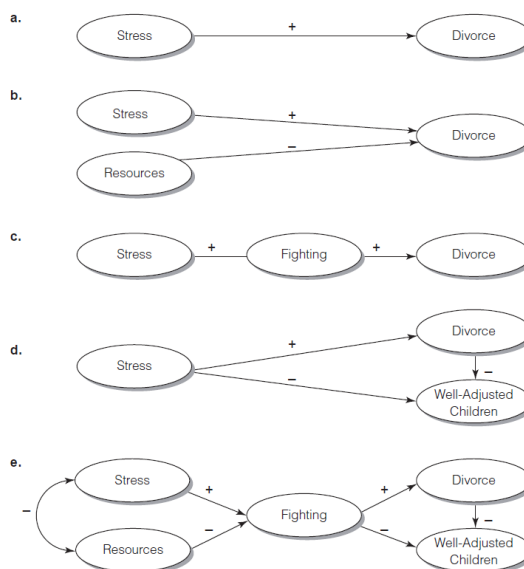 a.
Stress
+
Divorce
b.
Stress
+
Divorce
Resources
−
c.
Stress
+
Fighting
+
Divorce
d.
Stress
+
Divorce
−
−
Well-Adjusted
Children
e.
Stress
+
Fighting
+
Divorce
−
−
−
−
Resources
Well-Adjusted
Children